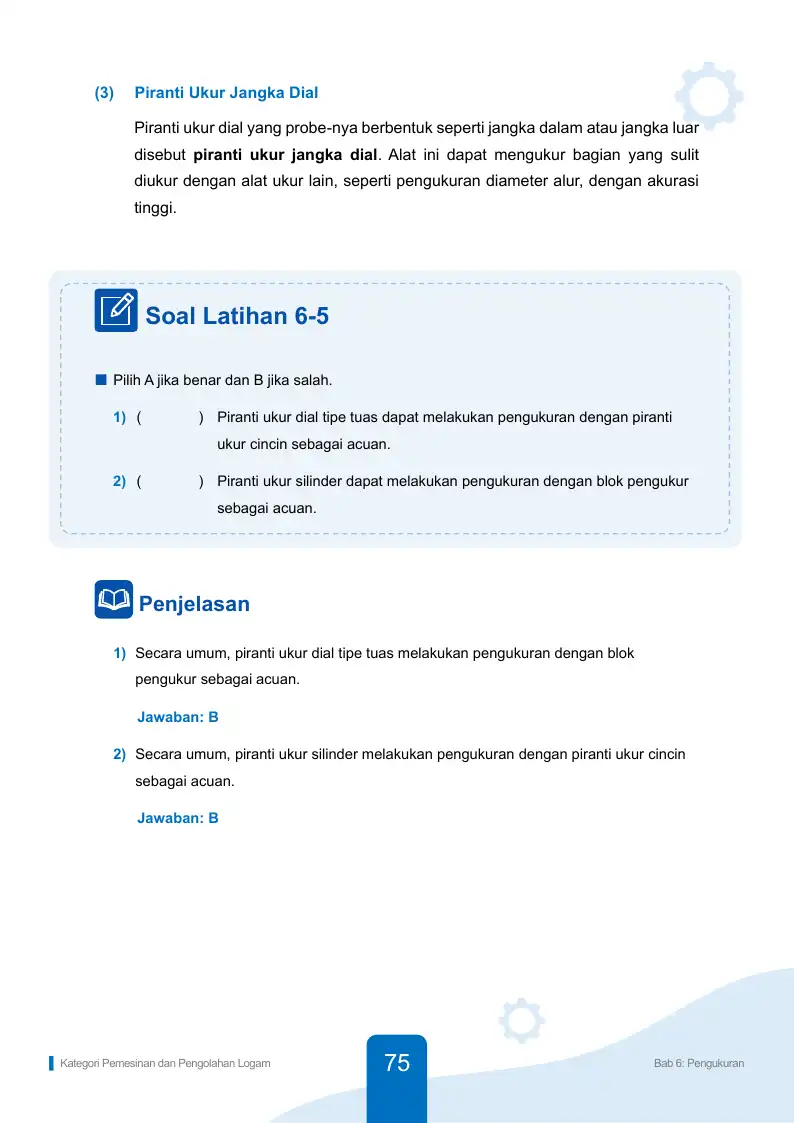 (3) Piranti Ukur Jangka Dial
Piranti ukur dial yang probe-nya berbentuk seperti jangka dalam atau jangka luar
disebut piranti ukur jangka dial. Alat ini dapat mengukur bagian yang sulit
diukur dengan alat ukur lain, seperti pengukuran diameter alur, dengan akurasi
tinggi.
Soal Latihan 6-5
■ Pilih A jika benar dan B jika salah.
1) ( ) Piranti ukur dial tipe tuas dapat melakukan pengukuran dengan piranti
ukur cincin sebagai acuan.
2) ( ) Piranti ukur silinder dapat melakukan pengukuran dengan blok pengukur
sebagai acuan.
Penjelasan
1) Secara umum, piranti ukur dial tipe tuas melakukan pengukuran dengan blok
pengukur sebagai acuan.
Jawaban: B
2) Secara umum, piranti ukur silinder melakukan pengukuran dengan piranti ukur cincin
sebagai acuan.
Jawaban: B
Kategori Pemesinan dan Pengolahan Logam
75
Bab 6: Pengukuran